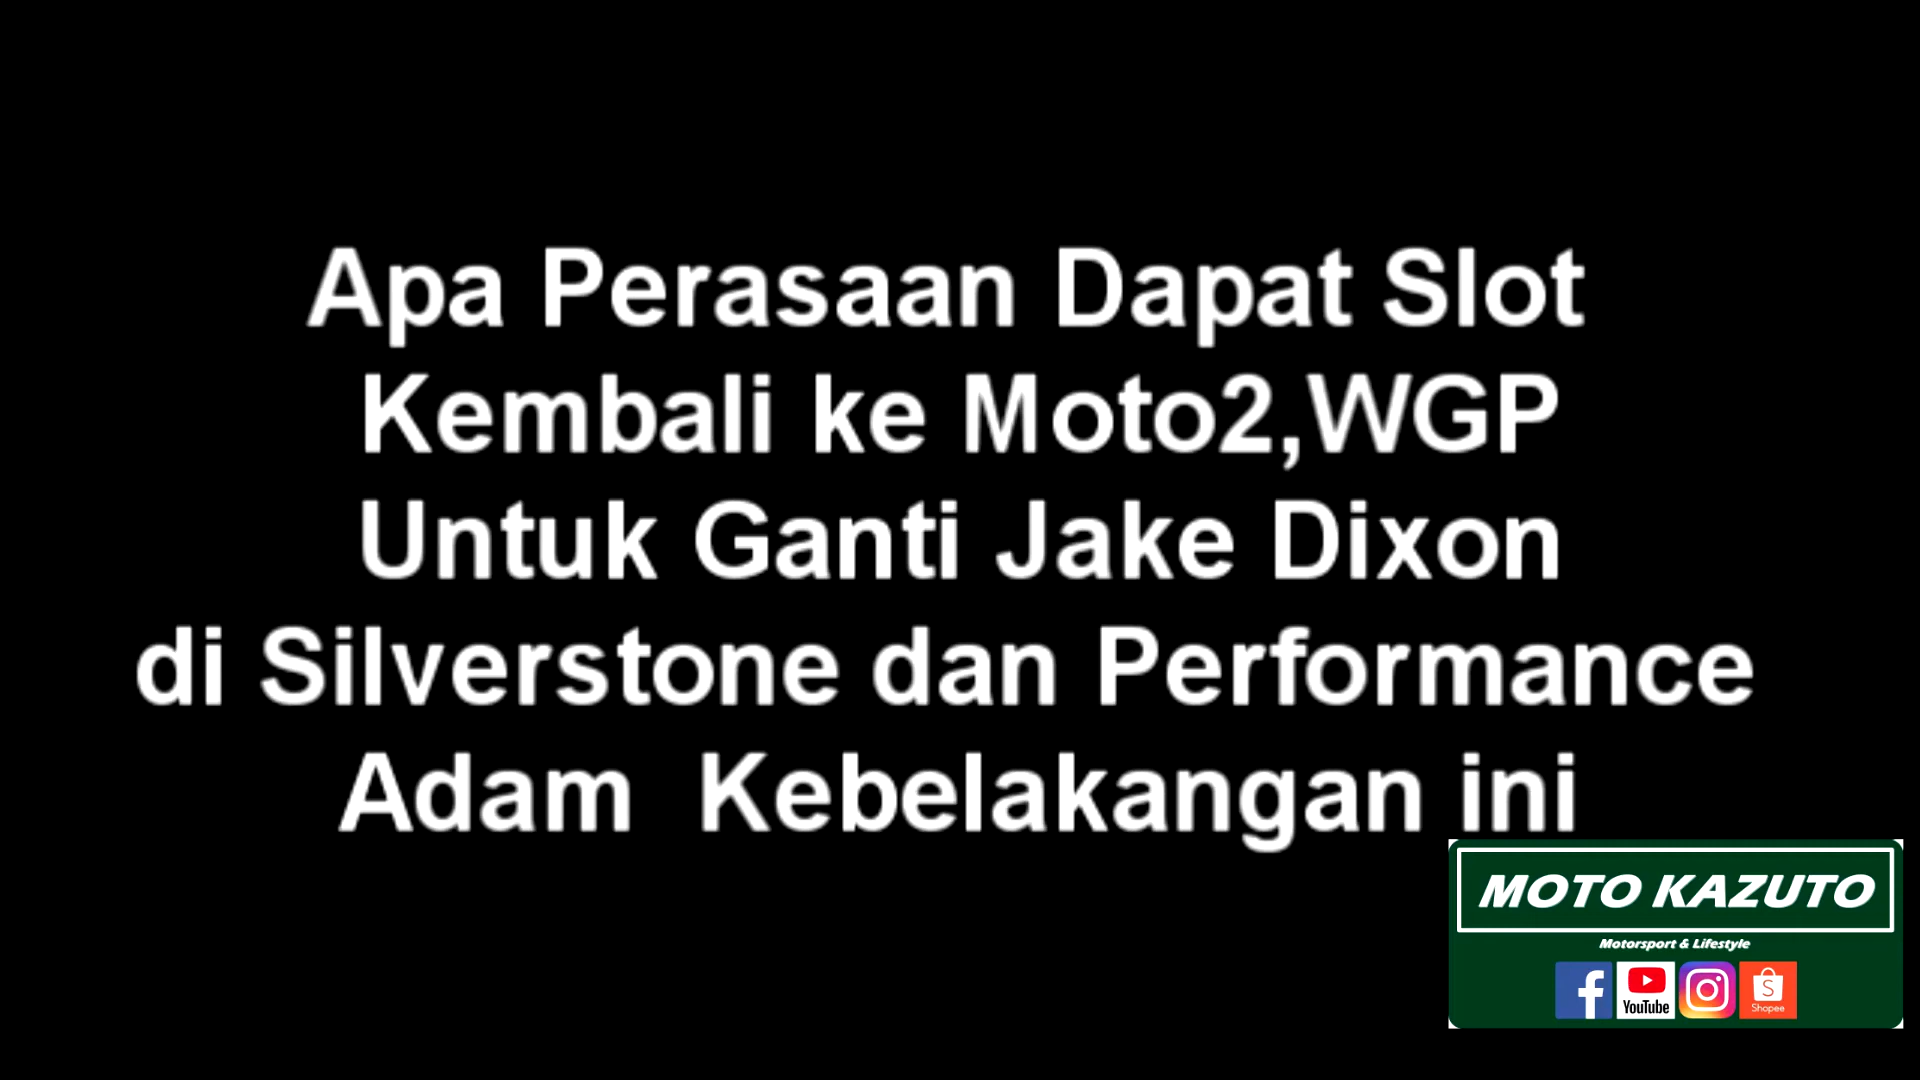 Apa Perasaan Dapat Slot
Kembali ke Moto2,WGP
Untuk Ganti Jake Dixon
di Silverstone dan Performance
Adam  Kebelakangan ini
MOTO KAZUTO
Motorsport & Lifestyle
YouTube
Shopee